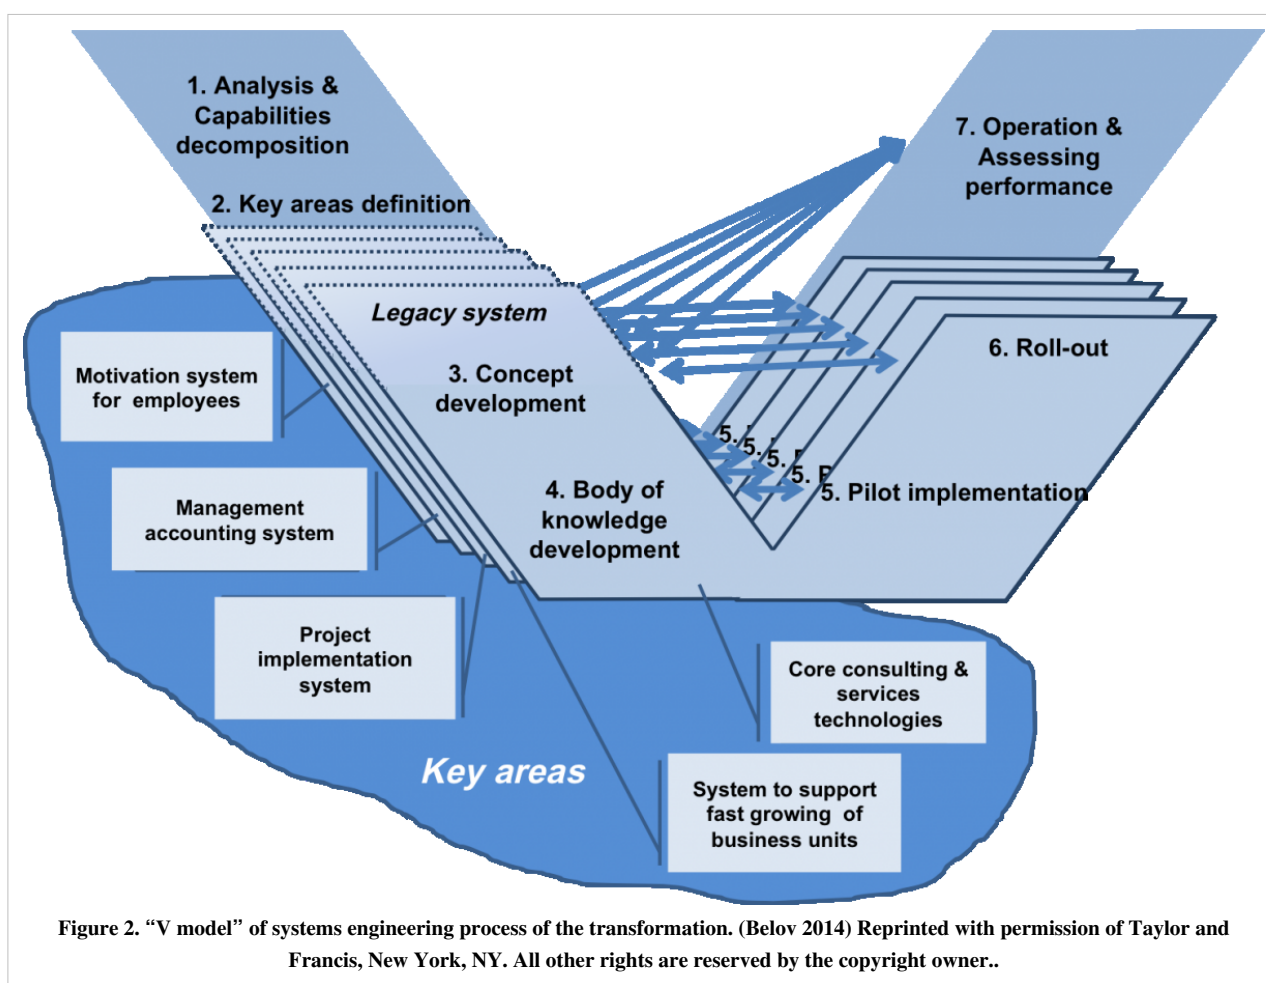 1. Analysis &
Capabilities
decomposition
2. Key areas definition
Legacy system
3. Concept
development
4. Body of
knowledge
development
5.
5.
5.
5. P
5. Pilot implementation
6. Roll-out
7. Operation &
Assessing
performance
Motivation system
for employees
Management
accounting system
Project
implementation
system
Key areas
Core consulting &
services
technologies
System to support
fast growing of
business units
Figure 2. “V model” of systems engineering process of the transformation. (Belov 2014) Reprinted with permission of Taylor and
Francis, New York, NY. All other rights are reserved by the copyright owner..